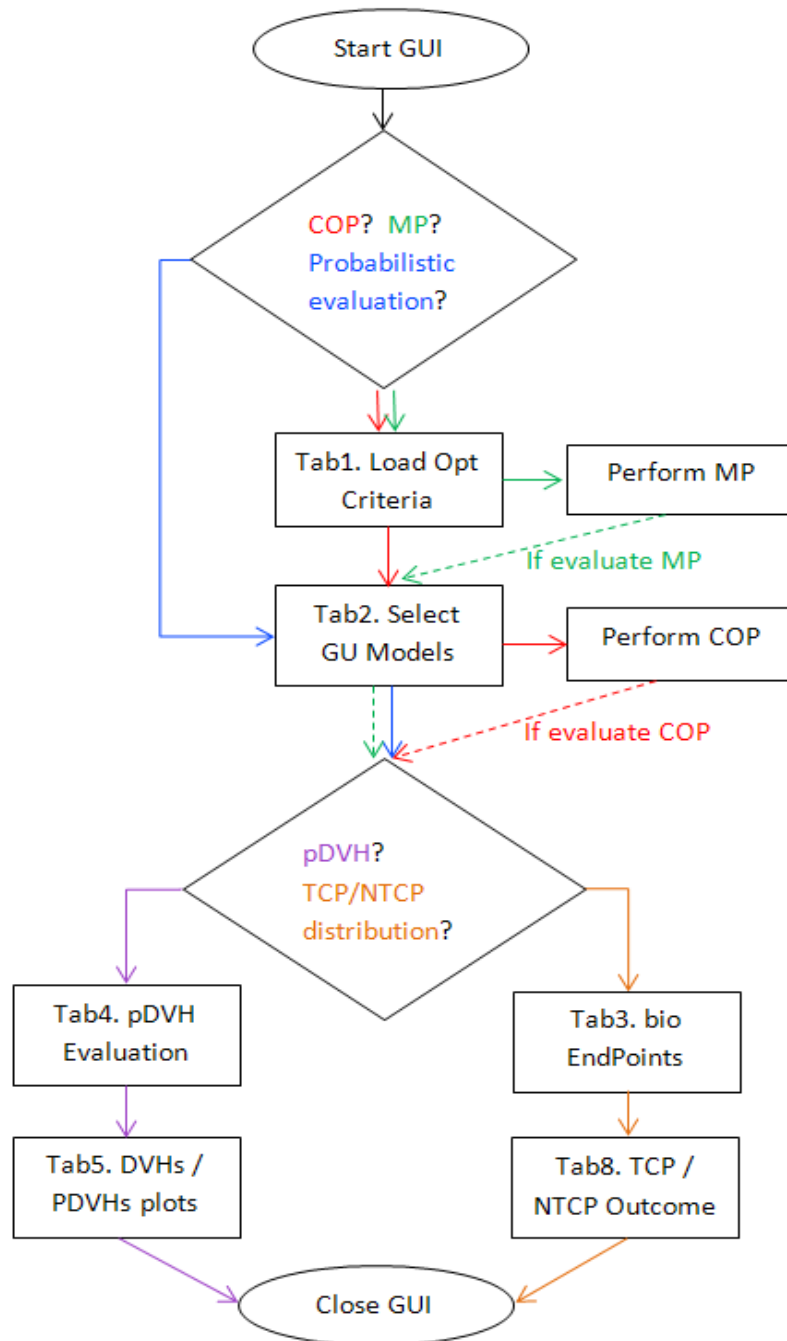 Start GUI
COP? MP?
Probabilistic
evaluation?
Tab1. Load Opt
Criteria
Perform MP
If evaluate MP
Tab2. Select
GU Models
Perform COP
If evaluate COP
pDVH?
TCP/NTCP
distribution?
Tab4. pDVH
Evaluation
Tab3. bio
EndPoints
Tab5. DVHs /
PDVHs plots
Tab8. TCP /
NTCP Outcome
Close GUI